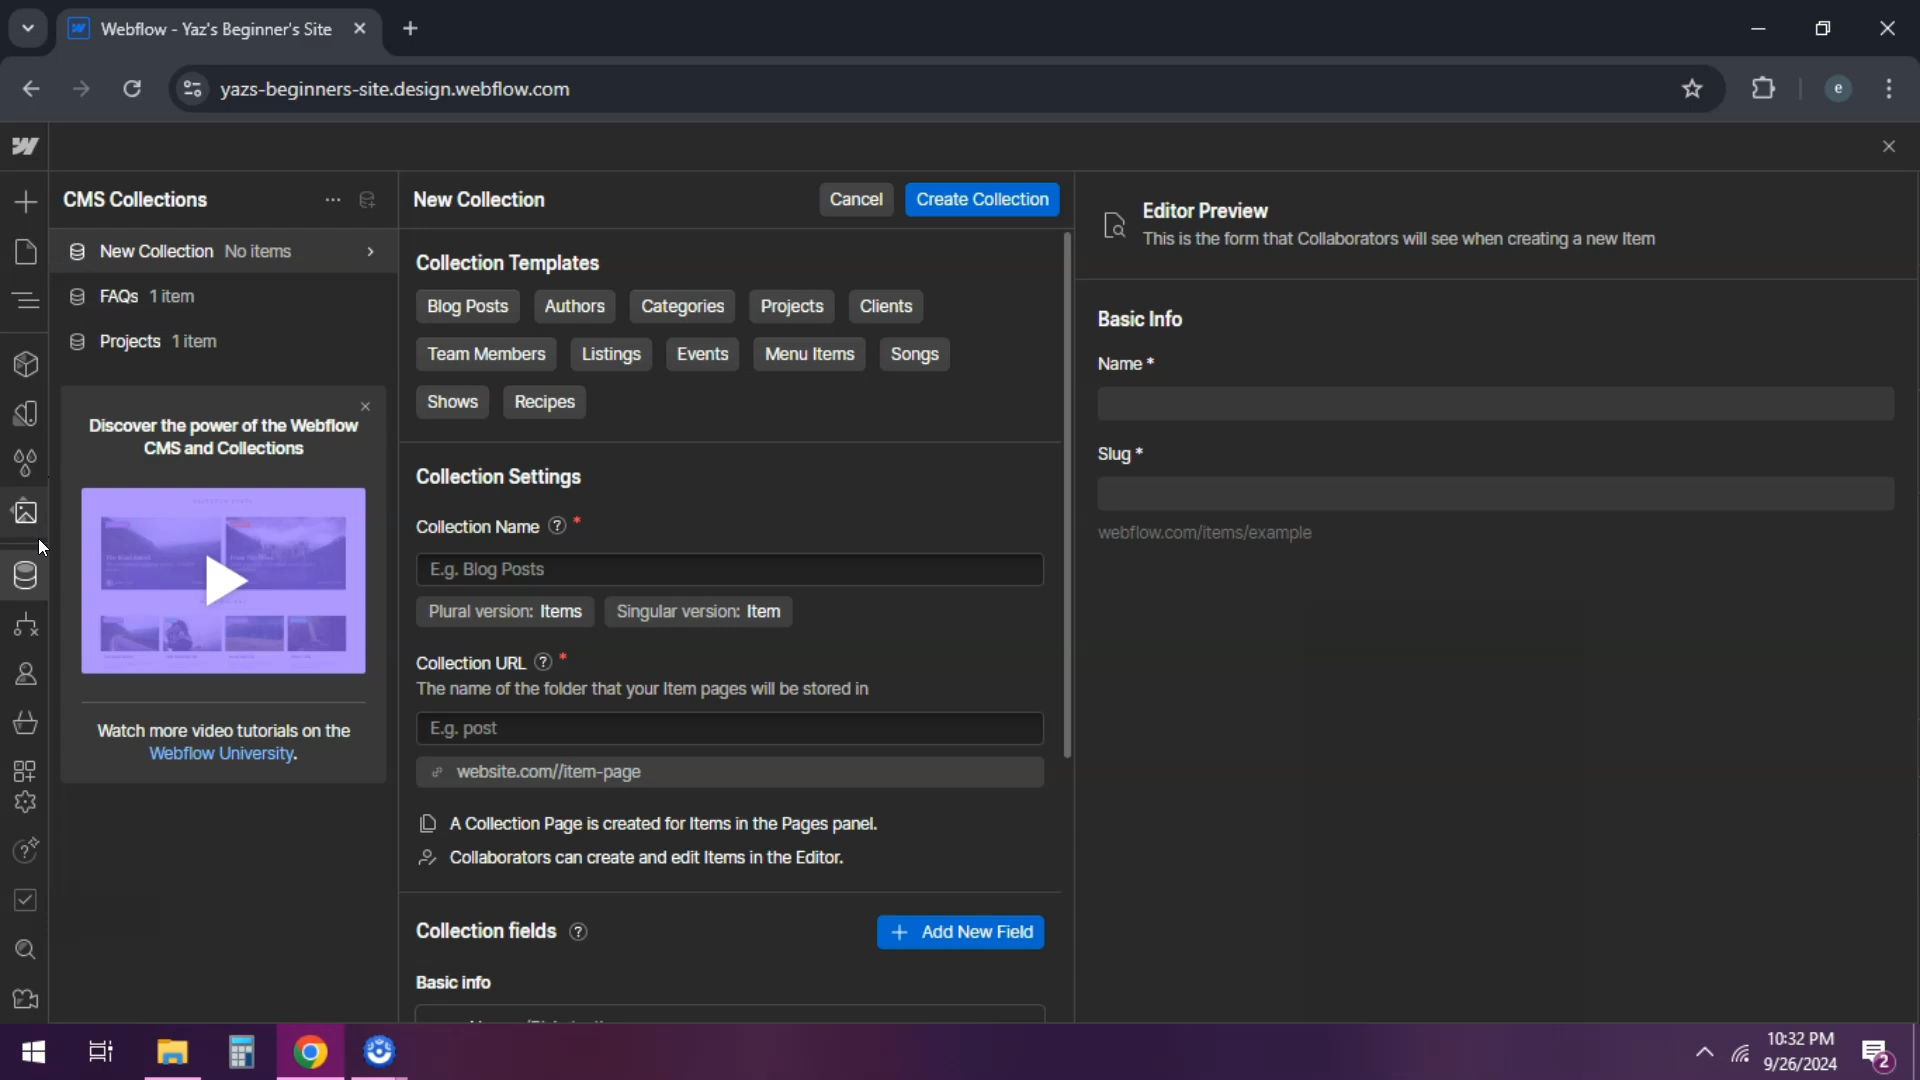 Webflow - Yaz's Beginner's Site
yazs-beginners-site.design.webflow.com
e
CMS Collections
New Collection No items
FAQs 1 item
Projects 1 item
Discover the power of the Webflow
CMS and Collections
Watch more video tutorials on the
Webflow University.
New Collection
Cancel
Create Collection
Collection Templates
Blog Posts Authors Categories Projects Clients
Team Members Listings Events Menu Items Songs
Shows Recipes
Collection Settings
Collection Name ? *
E.g. Blog Posts
Plural version: Items Singular version: Item
Collection URL ? *
The name of the folder that your Item pages will be stored in
E.g. post
website.com//item-page
A Collection Page is created for Items in the Pages panel.
Collaborators can create and edit Items in the Editor.
Collection fields ?
+ Add New Field
Basic info
Editor Preview
This is the form that Collaborators will see when creating a new Item
Basic Info
Name *
Slug *
webflow.com/items/example
10:32 PM
9/26/2024
2